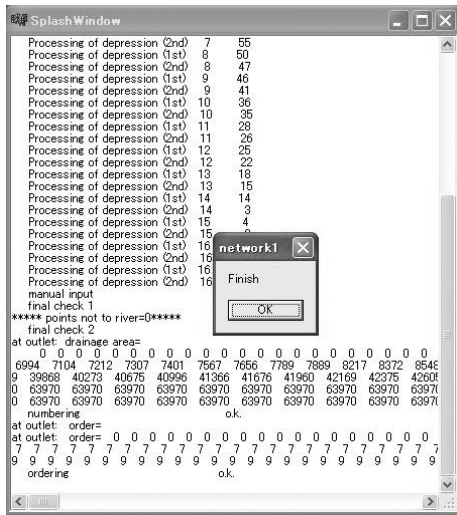 SplashWindow
Processing of depression (2nd) 7 55
Processing of depression (1st) 8 50
Processing of depression (2nd) 8 47
Processing of depression (1st) 9 46
Processing of depression (2nd) 9 41
Processing of depression (1st) 10 36
Processing of depression (2nd) 10 35
Processing of depression (1st) 11 28
Processing of depression (2nd) 11 26
Processing of depression (1st) 12 25
Processing of depression (2nd) 12 22
Processing of depression (1st) 13 18
Processing of depression (2nd) 13 15
Processing of depression (1st) 14 14
Processing of depression (2nd) 14 3
Processing of depression (1st) 15 4
Processing of depression (2nd) 15
Processing of depression (1st) 16
Processing of depression (2nd) 16
Processing of depression (1st) 16
Processing of depression (2nd) 16
manual input
final check 1
***** points not to river=0*****
final check 2
at outlet: drainage area=
0 0 0 0 0 0 0 0 0 0 0 0 0 0 0 0 0 0 0 0
6994 7104 7212 7307 7401 7567 7656 7789 7889 8217 8372 8548
9 39868 40273 40675 40996 41366 41676 41960 42169 42375 42605
0 63970 63970 63970 63970 63970 63970 63970 63970 63970 63970
0 63970 63970 63970 63970 63970 63970 63970 63970 63970 63970
numbering o.k.
at outlet: order=
at outlet: order= 0 0 0 0 0 0 0 0 0 0 0 0 0 0
7 7 7 7 7 7 7 7 7 7 7 7 7 7 7 7 7 7 7 7
9 9 9 9 9 9 9 9 9 9 9 9 9 9 9 9 9 9 9 9
ordering o.k.
network1
Finish
OK